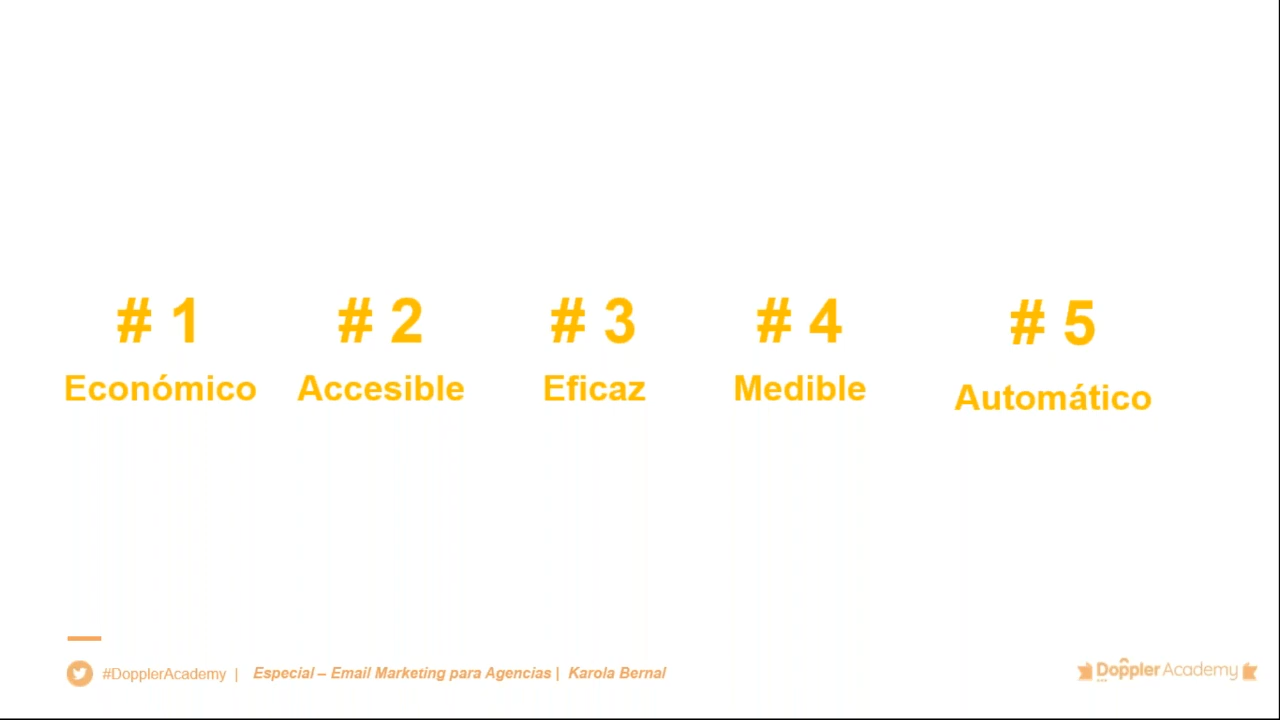 # 1 # 2 # 3 # 4 # 5
Económico Accesible Eficaz Medible Automático
#DopplerAcademy | Especial – Email Marketing para Agencias | Karola Bernal
Doppler Academy